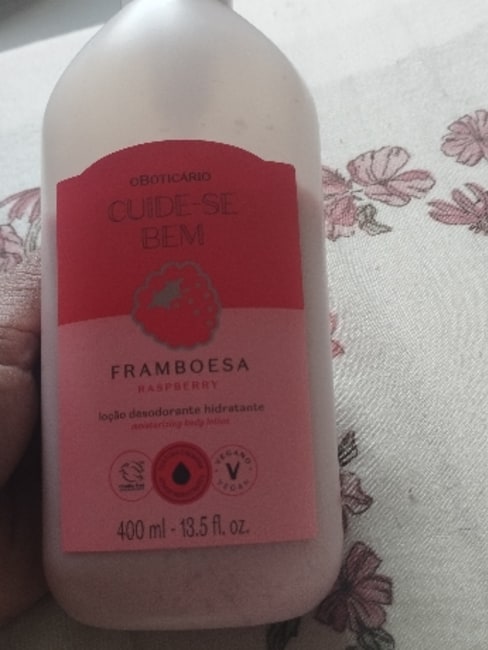 oBOTICÁRIO
CUIDE-SE
BEM
FRAMBOESA
RASPBERRY
loção desodorante hidratante
moisturizing body lotion
VEGANO
V
VEGAN
400 ml - 13.5 fl. oz.